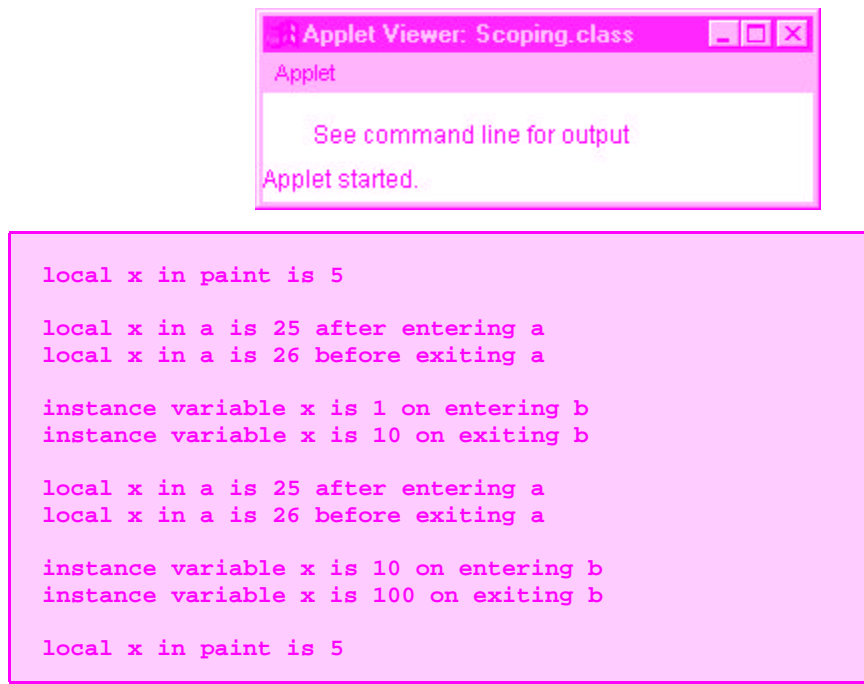 Applet Viewer: Scoping.class
Applet
See command line for output
Applet started.
local x in paint is 5
local x in a is 25 after entering a
local x in a is 26 before exiting a
instance variable x is 1 on entering b
instance variable x is 10 on exiting b
local x in a is 25 after entering a
local x in a is 26 before exiting a
instance variable x is 10 on entering b
instance variable x is 100 on exiting b
local x in paint is 5